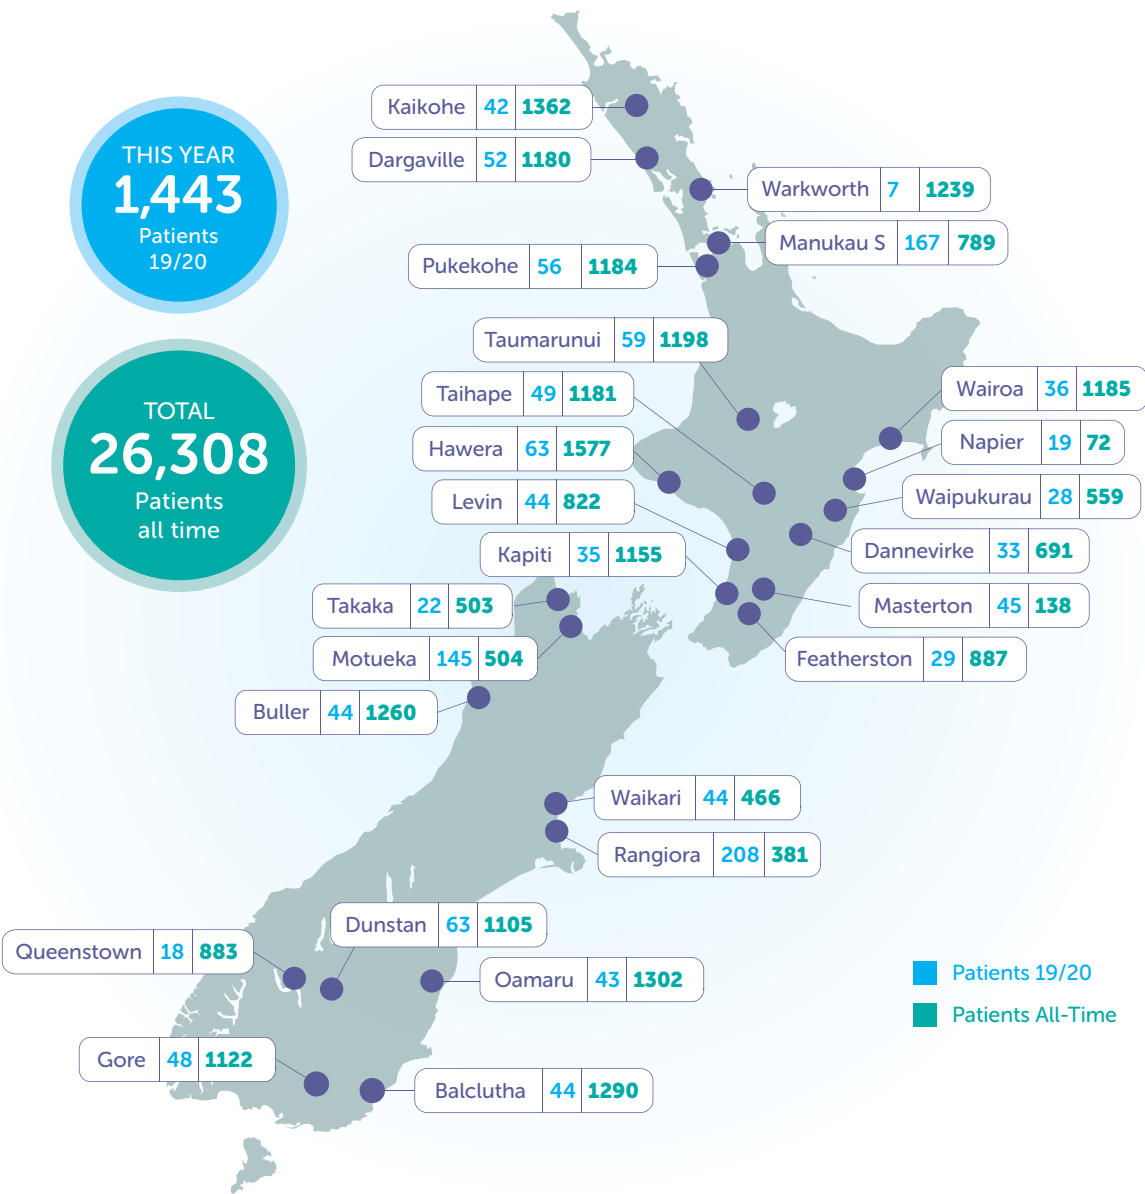 THIS YEAR
1,443
Patients
19/20
TOTAL
26,308
Patients
all time
Kaikohe 42 1362
Dargaville 52 1180
Warkworth 7 1239
Manukau S 167 789
Pukekohe 56 1184
Taumarunui 59 1198
Taihape 49 1181
Wairoa 36 1185
Hawera 63 1577
Napier 19 72
Levin 44 822
Waipukurau 28 559
Kapiti 35 1155
Dannevirke 33 691
Takaka 22 503
Masterton 45 138
Motueka 145 504
Featherston 29 887
Buller 44 1260
Waikari 44 466
Rangiora 208 381
Dunstan 63 1105
Queenstown 18 883
Oamaru 43 1302
Gore 48 1122
Balclutha 44 1290
Patients 19/20
Patients All-Time